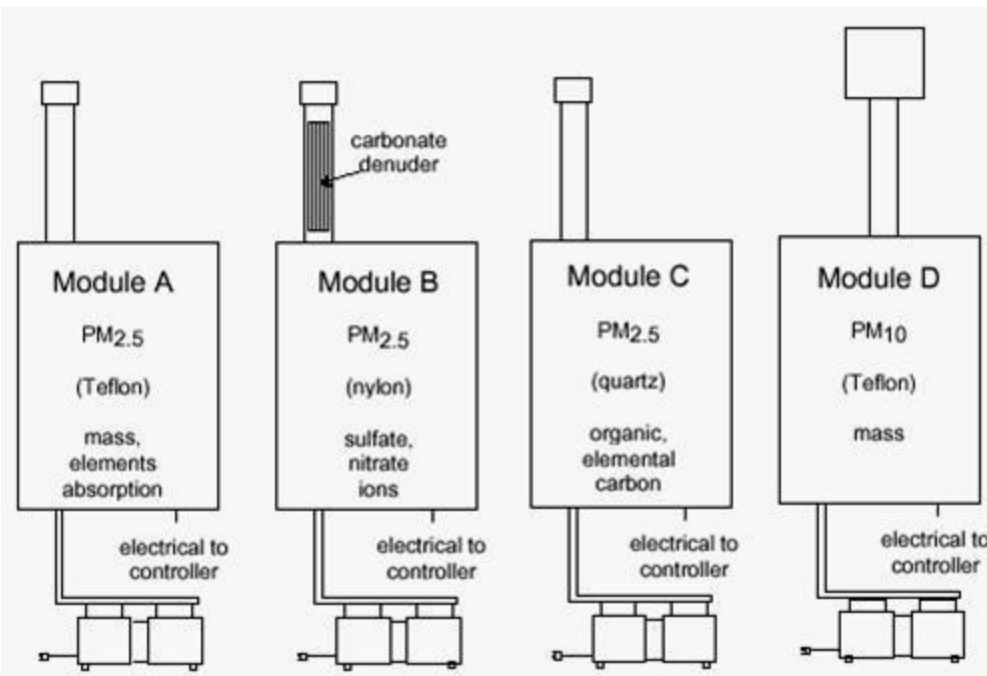 carbonate
denuder
Module A
PM2.5
(Teflon)
mass,
elements
absorption
electrical to
controller
Module B
PM2.5
(nylon)
sulfate,
nitrate
ions
electrical to
controller
Module C
PM2.5
(quartz)
organic,
elemental
carbon
electrical to
controller
Module D
PM10
(Teflon)
mass
electrical to
controller